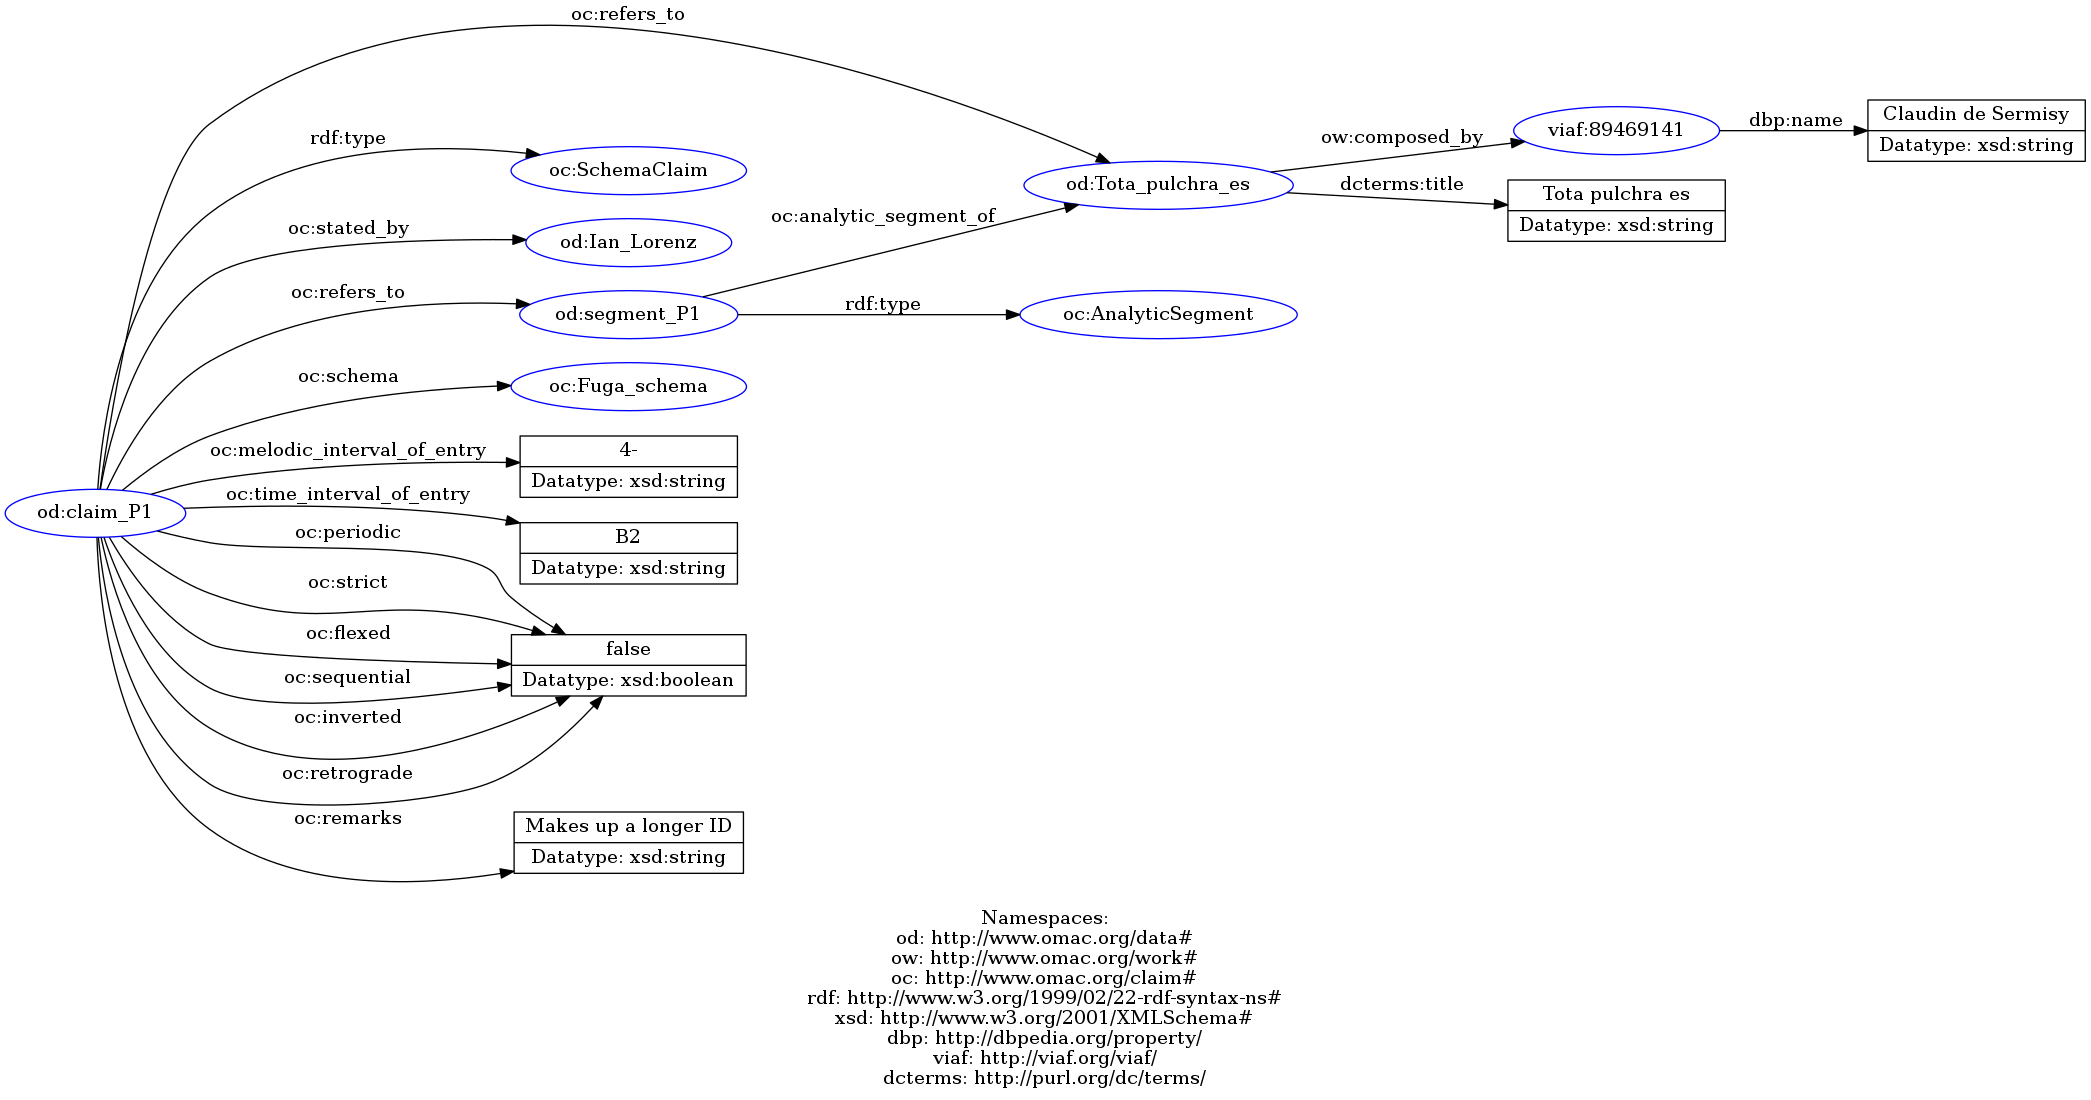 oc:refers_to
rdf:type
oc:SchemaClaim
oc:stated_by
od:Ian_Lorenz
oc:refers_to
od:segment_P1
oc:analytic_segment_of
od:Tota_pulchra_es
ow:composed_by
viaf:89469141
dbp:name
Claudin de Sermisy
Datatype: xsd:string
dcterms:title
Tota pulchra es
Datatype: xsd:string
rdf:type
oc:AnalyticSegment
oc:schema
oc:Fuga_schema
oc:melodic_interval_of_entry
4-
Datatype: xsd:string
od:claim_P1
oc:time_interval_of_entry
B2
Datatype: xsd:string
oc:periodic
oc:strict
oc:flexed
false
Datatype: xsd:boolean
oc:sequential
oc:inverted
oc:retrograde
oc:remarks
Makes up a longer ID
Datatype: xsd:string
Namespaces:
od: http://www.omac.org/data#
ow: http://www.omac.org/work#
oc: http://www.omac.org/claim#
rdf: http://www.w3.org/1999/02/22-rdf-syntax-ns#
xsd: http://www.w3.org/2001/XMLSchema#
dbp: http://dbpedia.org/property/
viaf: http://viaf.org/viaf/
dcterms: http://purl.org/dc/terms/